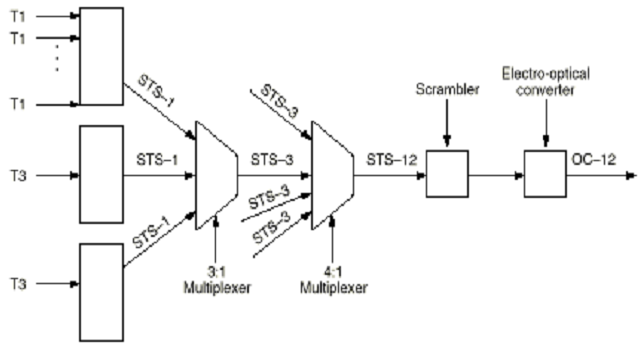 T1
T1
T1
T3
T3
STS-1
STS-1
STS-1
3:1
Multiplexer
STS-3
STS-3
STS-3
STS-3
4:1
Multiplexer
STS-12
Scrambler
Electro-optical
converter
OC-12